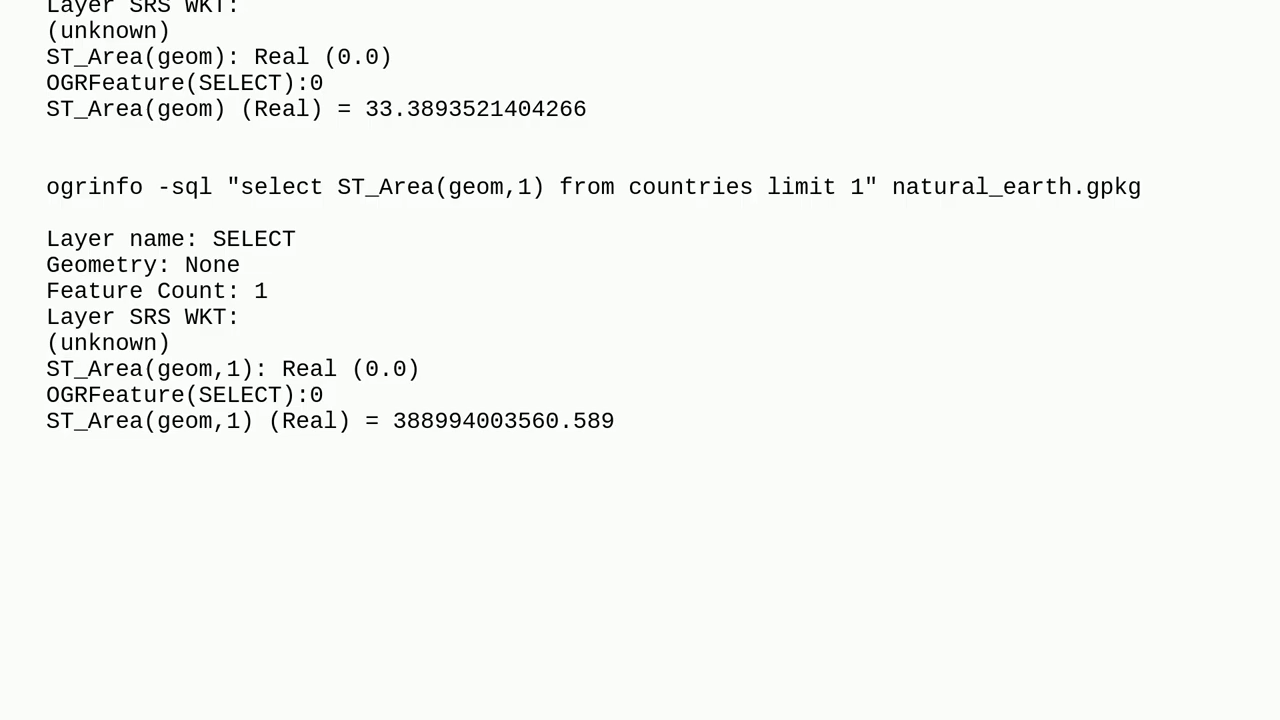 Layer SRS WKT:
(unknown)
ST_Area(geom): Real (0.0)
OGRFeature(SELECT):0
ST_Area(geom) (Real) = 33.3893521404266
ogrinfo -sql "select ST_Area(geom,1) from countries limit 1" natural_earth.gpkg
Layer name: SELECT
Geometry: None
Feature Count: 1
Layer SRS WKT:
(unknown)
ST_Area(geom,1): Real (0.0)
OGRFeature(SELECT):0
ST_Area(geom,1) (Real) = 388994003560.589